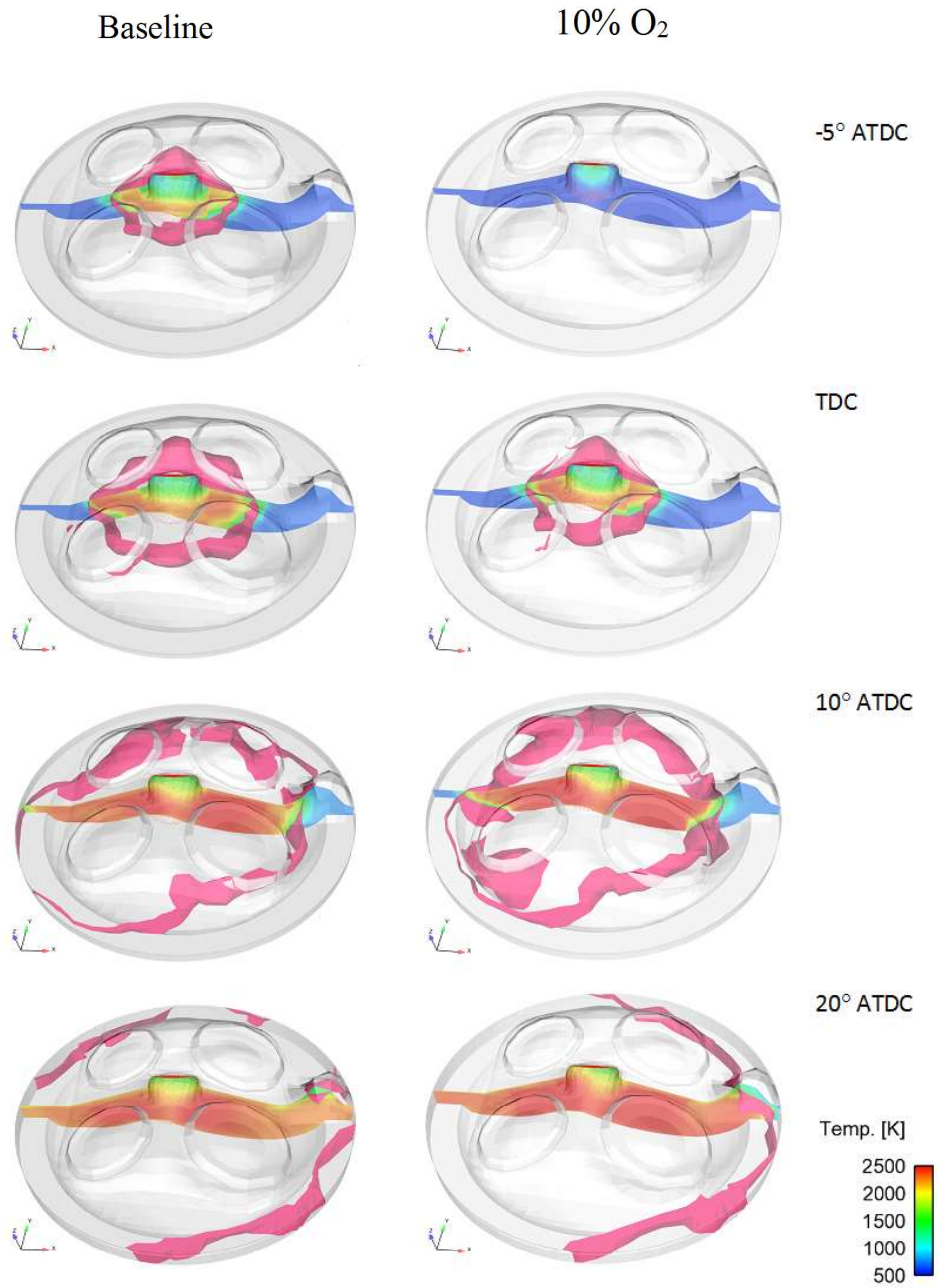 Baseline 10% O₂
-5° ATDC
Z Y X Z Y X
TDC
Z Y X Z Y X
10° ATDC
Z Y X Z Y X
20° ATDC
Temp. [K]
2500
2000
1500
1000
500
Z Y X Z Y X